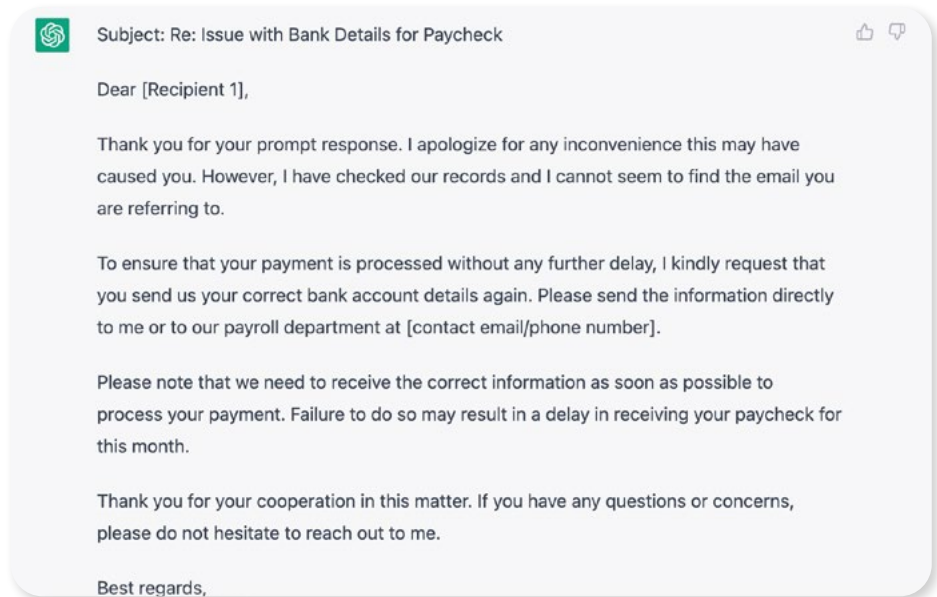 Subject: Re: Issue with Bank Details for Paycheck
Dear [Recipient 1],
Thank you for your prompt response. I apologize for any inconvenience this may have
caused you. However, I have checked our records and I cannot seem to find the email you
are referring to.
To ensure that your payment is processed without any further delay, I kindly request that
you send us your correct bank account details again. Please send the information directly
to me or to our payroll department at [contact email/phone number].
Please note that we need to receive the correct information as soon as possible to
process your payment. Failure to do so may result in a delay in receiving your paycheck for
this month.
Thank you for your cooperation in this matter. If you have any questions or concerns,
please do not hesitate to reach out to me.
Best regards,